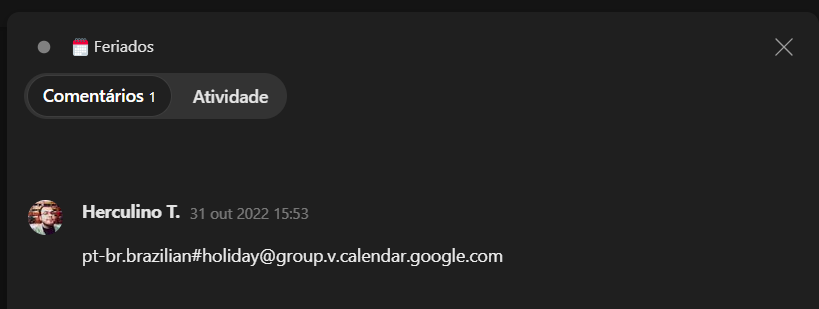 Feriados
Comentários 1
Atividade
Herculino T. 31 out 2022 15:53
pt-br.brazilian#holiday@group.v.calendar.google.com